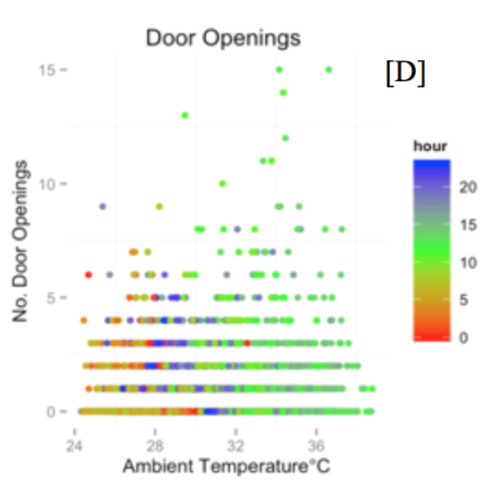 Door Openings
[D]
15
10
5
0
No. Door Openings
24
28
32
36
Ambient Temperature°C
hour
20
15
10
5
0